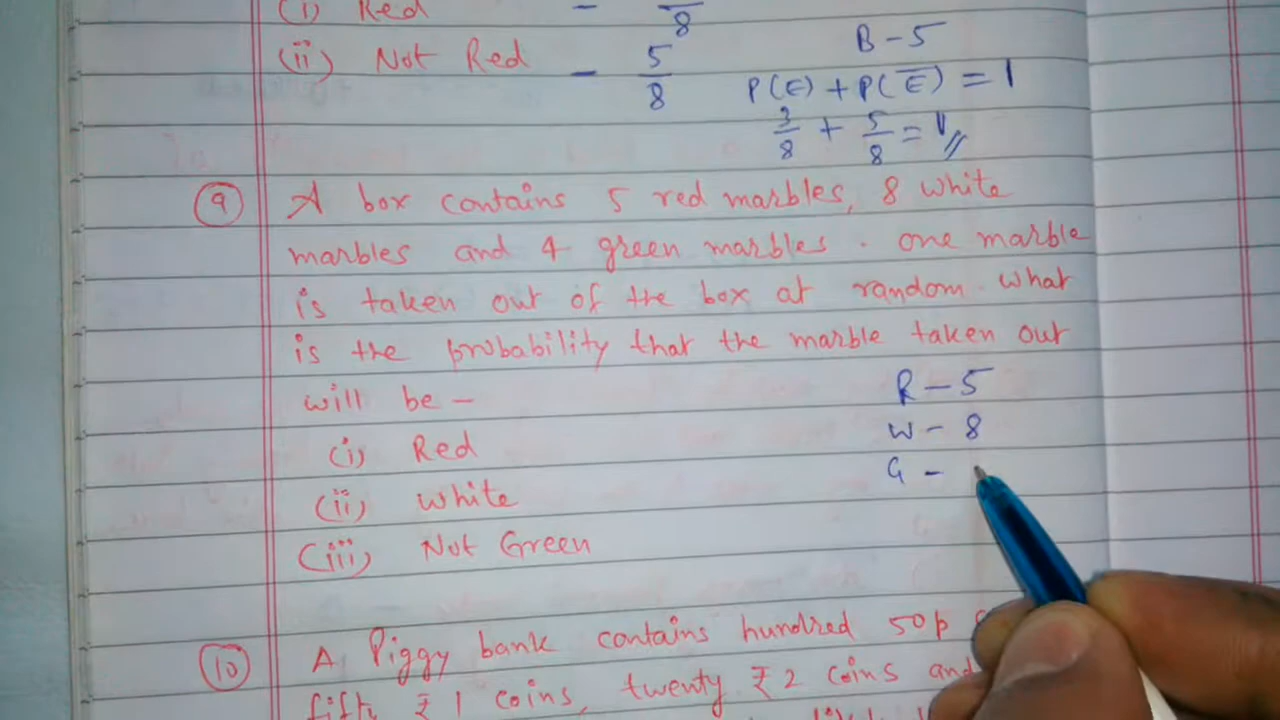 (i) Red - 8
(ii) Not Red - 5/8
B - 5
P(E) + P(E̅) = 1
3/8 + 5/8 = 1//
(9) A box contains 5 red marbles, 8 white
marbles and 4 green marbles. one marble
is taken out of the box at random. what
is the probability that the marble taken out
will be -
R - 5
W - 8
G -
(i) Red
(ii) white
(iii) Not Green
(10) A Piggy bank contains hundred 50p
fifty ₹1 coins, twenty ₹2 coins and